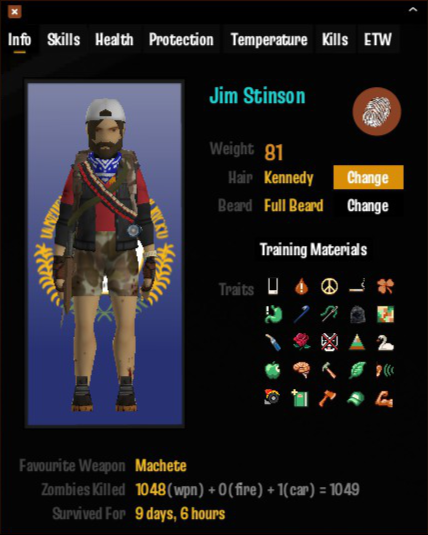 Info Skills Health Protection Temperature Kills ETW
Jim Stinson
Weight 81
Hair Kennedy Change
Beard Full Beard Change
Training Materials
Traits
Favourite Weapon Machete
Zombies Killed 1048(wpn) + 0(fire) + 1(car) = 1049
Survived For 9 days, 6 hours